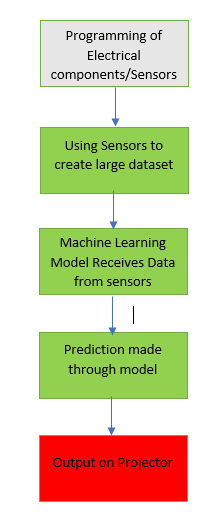 Programming of
Electrical
components/Sensors
Using Sensors to
create large dataset
Machine Learning
Model Receives Data
from sensors
Prediction made
through model
Output on Projector